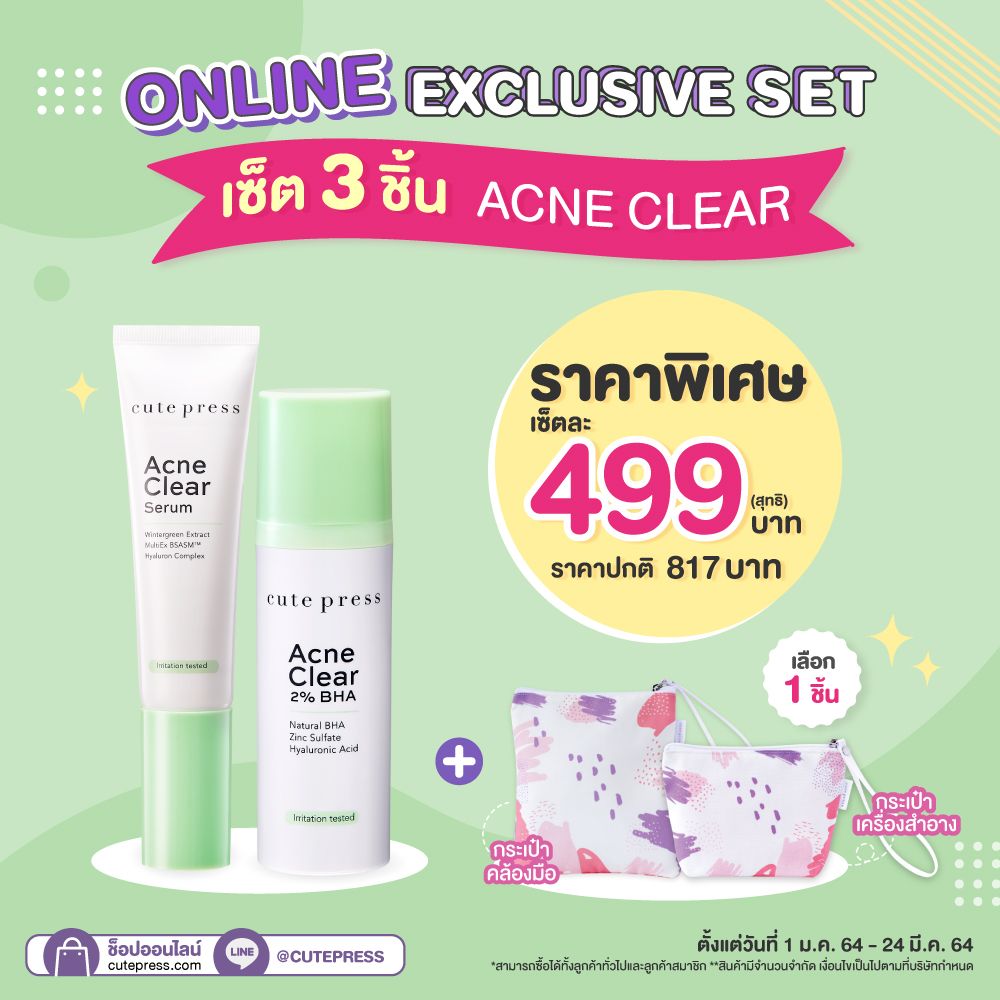 ONLINE EXCLUSIVE SET
เซ็ต 3 ชิ้น ACNE CLEAR
cute press
Acne
Clear
Serum
Wintergreen Extract
MultiEx BSASM™
Hyaluron Complex
Irritation tested
cute press
Acne
Clear
2% BHA
Natural BHA
Zinc Sulfate
Hyaluronic Acid
Irritation tested
ราคาพิเศษ
เซ็ตละ
499 (สุทธิ) บาท
ราคาปกติ 817 บาท
เลือก
1 ชิ้น
กระเป๋า
คล้องมือ
กระเป๋า
เครื่องสำอาง
ช็อปออนไลน์
cutepress.com
LINE
@CUTEPRESS
ตั้งแต่วันที่ 1 ม.ค. 64 - 24 มี.ค. 64
*สามารถซื้อได้ทั้งลูกค้าทั่วไปและลูกค้าสมาชิก **สินค้ามีจำนวนจำกัด เงื่อนไขเป็นไปตามที่บริษัทกำหนด